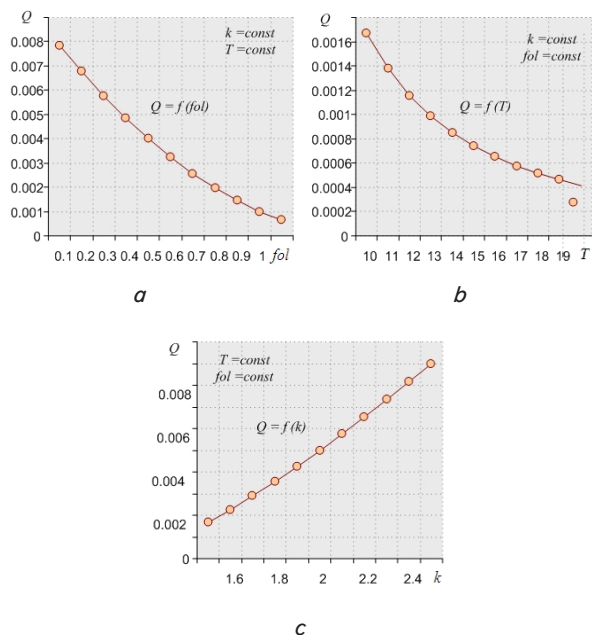 Q
0.008
0.007
0.006
0.005
0.004
0.003
0.002
0.001
0
k =const
T =const
Q = f (fol)
0.1 0.2 0.3 0.4 0.5 0.6 0.7 0.8 0.9 1 fol
a
Q
0.0016
0.0014
0.0012
0.001
0.0008
0.0006
0.0004
0.0002
0
k =const
fol =const
Q = f (T)
10 11 12 13 14 15 16 17 18 19 T
b
Q
0.008
0.006
0.004
0.002
0
T =const
fol =const
Q = f (k)
1.6 1.8 2 2.2 2.4 k
c